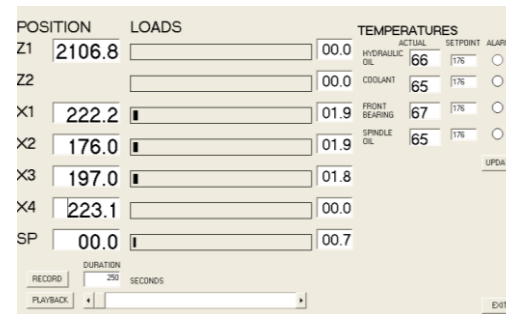 POSITION LOADS TEMPERATURES
ACTUAL SETPOINT ALAR
Z1 2106.8 00.0 HYDRAULIC OIL 66 176
Z2 00.0 COOLANT 65 176
X1 222.2 01.9 FRONT BEARING 67 176
X2 176.0 01.9 SPINDLE OIL 65 176
UPDA
X3 197.0 01.8
X4 223.1 00.0
SP 00.0 00.7
DURATION
RECORD 250 SECONDS
PLAYBACK EXIT